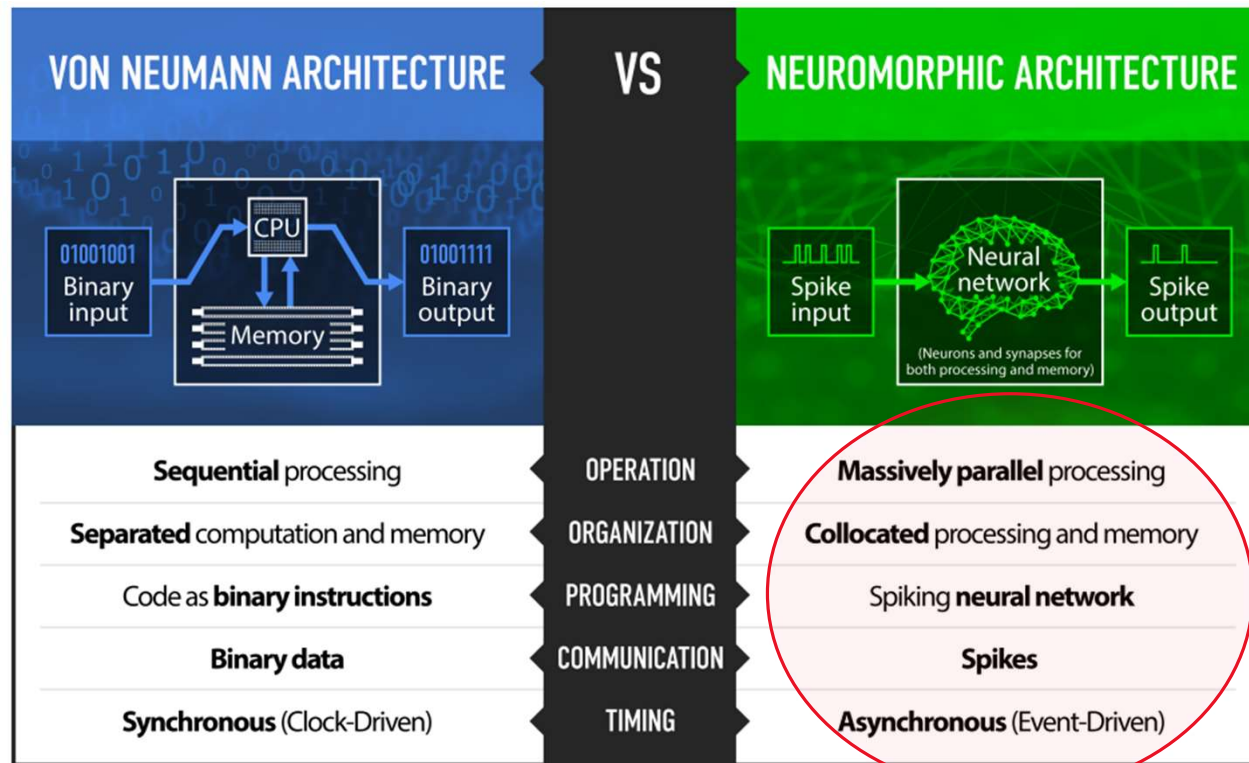 VON NEUMANN ARCHITECTURE
VS
NEUROMORPHIC ARCHITECTURE
01001001
Binary
input
CPU
Memory
01001111
Binary
output
Spike
input
Neural
network
(Neurons and synapses for
both processing and memory)
Spike
output
Sequential processing
OPERATION
Massively parallel processing
Separated computation and memory
ORGANIZATION
Collocated processing and memory
Code as binary instructions
PROGRAMMING
Spiking neural network
Binary data
COMMUNICATION
Spikes
Synchronous (Clock-Driven)
TIMING
Asynchronous (Event-Driven)